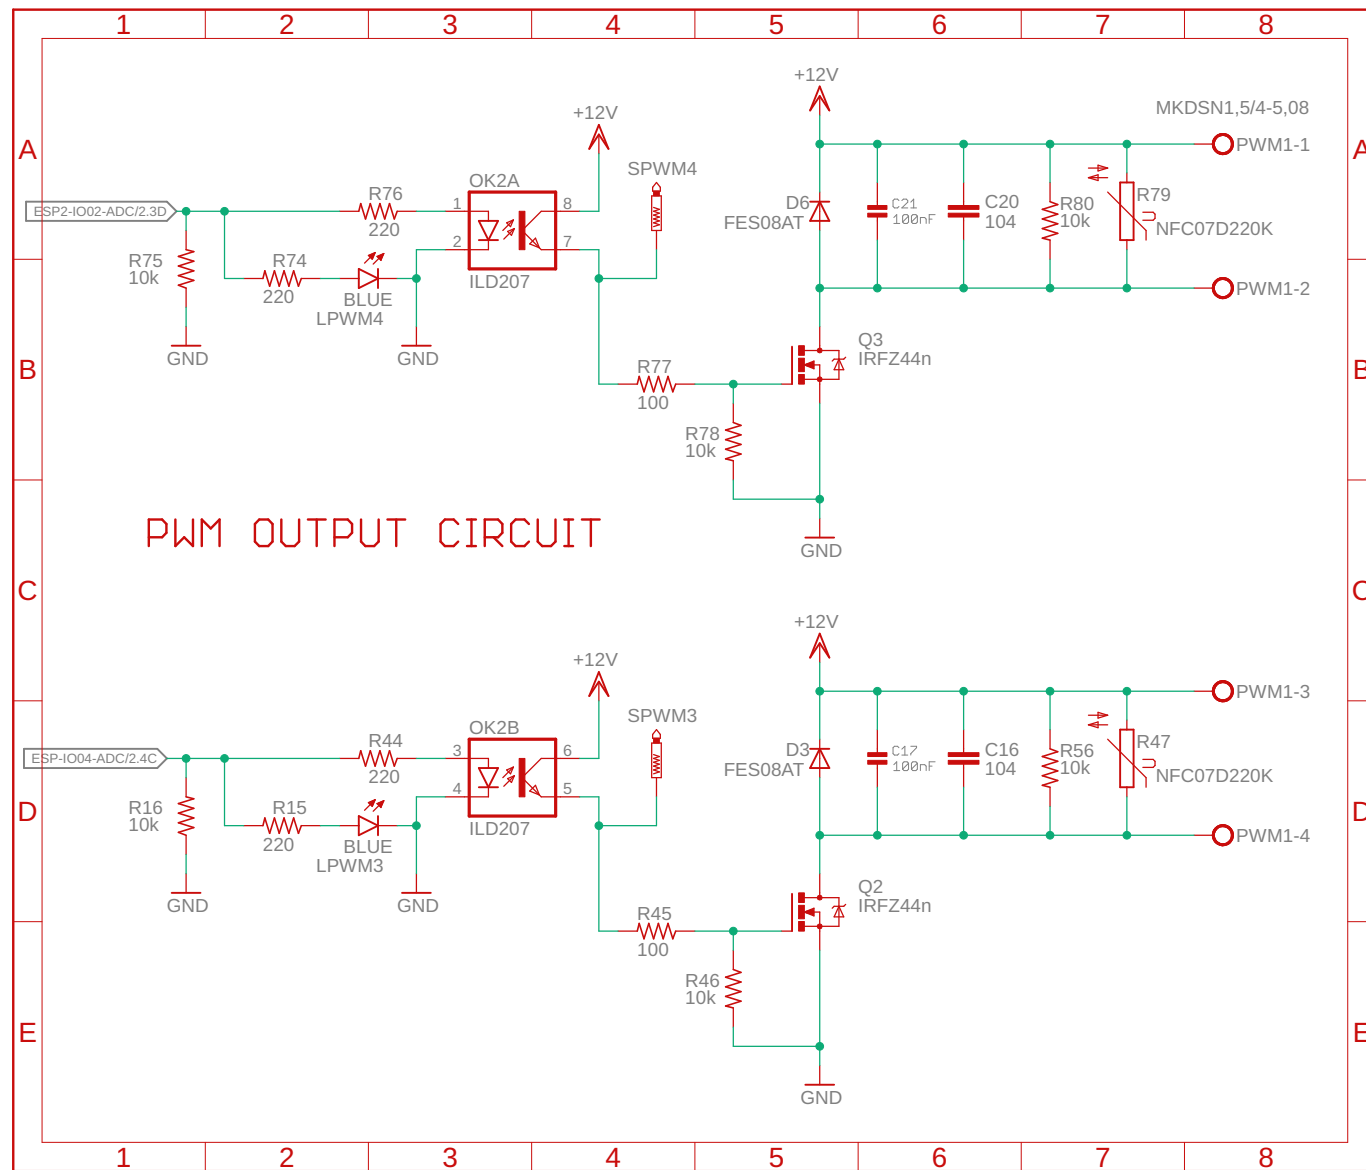 1 2 3 4 5 6 7 8
+12V
MKDSN1,5/4-5,08
+12V
A
PWM1-1
A
SPWM4
OK2A
R76
R79
D6
C21
C20
R80
ESP2-IO02-ADC/2.3D
1
8
100nF
104
10k
220
FES08AT
NFC07D220K
2
7
R75
R74
10k
ILD207
PWM1-2
220
BLUE
LPWM4
GND
GND
Q3
IRFZ44n
B
R77
B
100
R78
10k
PWM OUTPUT CIRCUIT
GND
C
C
+12V
+12V
PWM1-3
SPWM3
OK2B
R44
R47
D3
C17
C16
R56
ESP-IO04-ADC/2.4C
3
6
100nF
104
10k
220
FES08AT
NFC07D220K
4
5
R16
R15
D
D
10k
ILD207
PWM1-4
220
BLUE
LPWM3
GND
GND
Q2
IRFZ44n
R45
100
R46
10k
E
E
GND
1 2 3 4 5 6 7 8